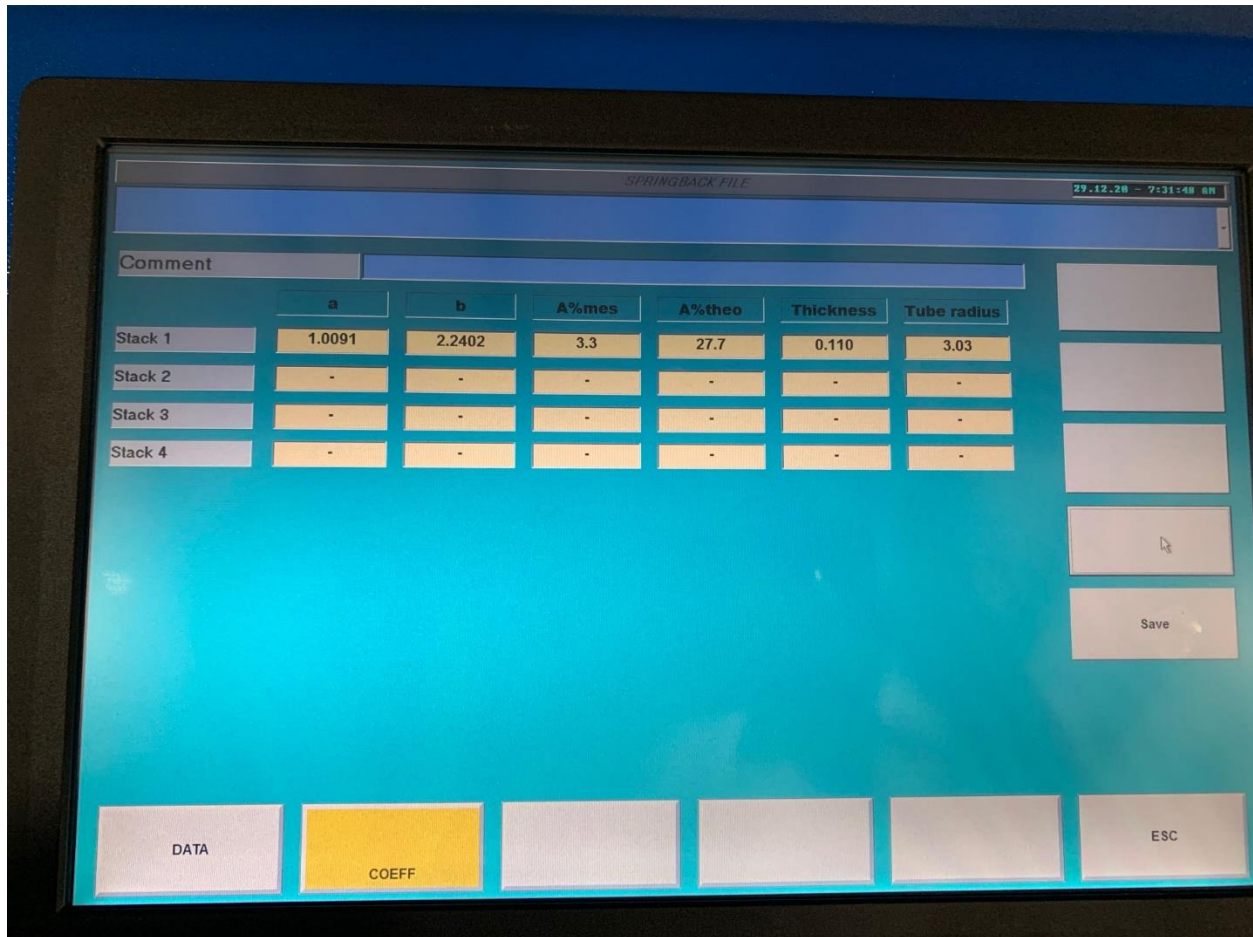 SPRINGBACK FILE
29.12.20 - 7:31:48 AM
Comment
a b A%mes A%theo Thickness Tube radius
Stack 1 1.0091 2.2402 3.3 27.7 0.110 3.03
Stack 2 - - - - - -
Stack 3 - - - - - -
Stack 4 - - - - - -
Save
DATA COEFF ESC